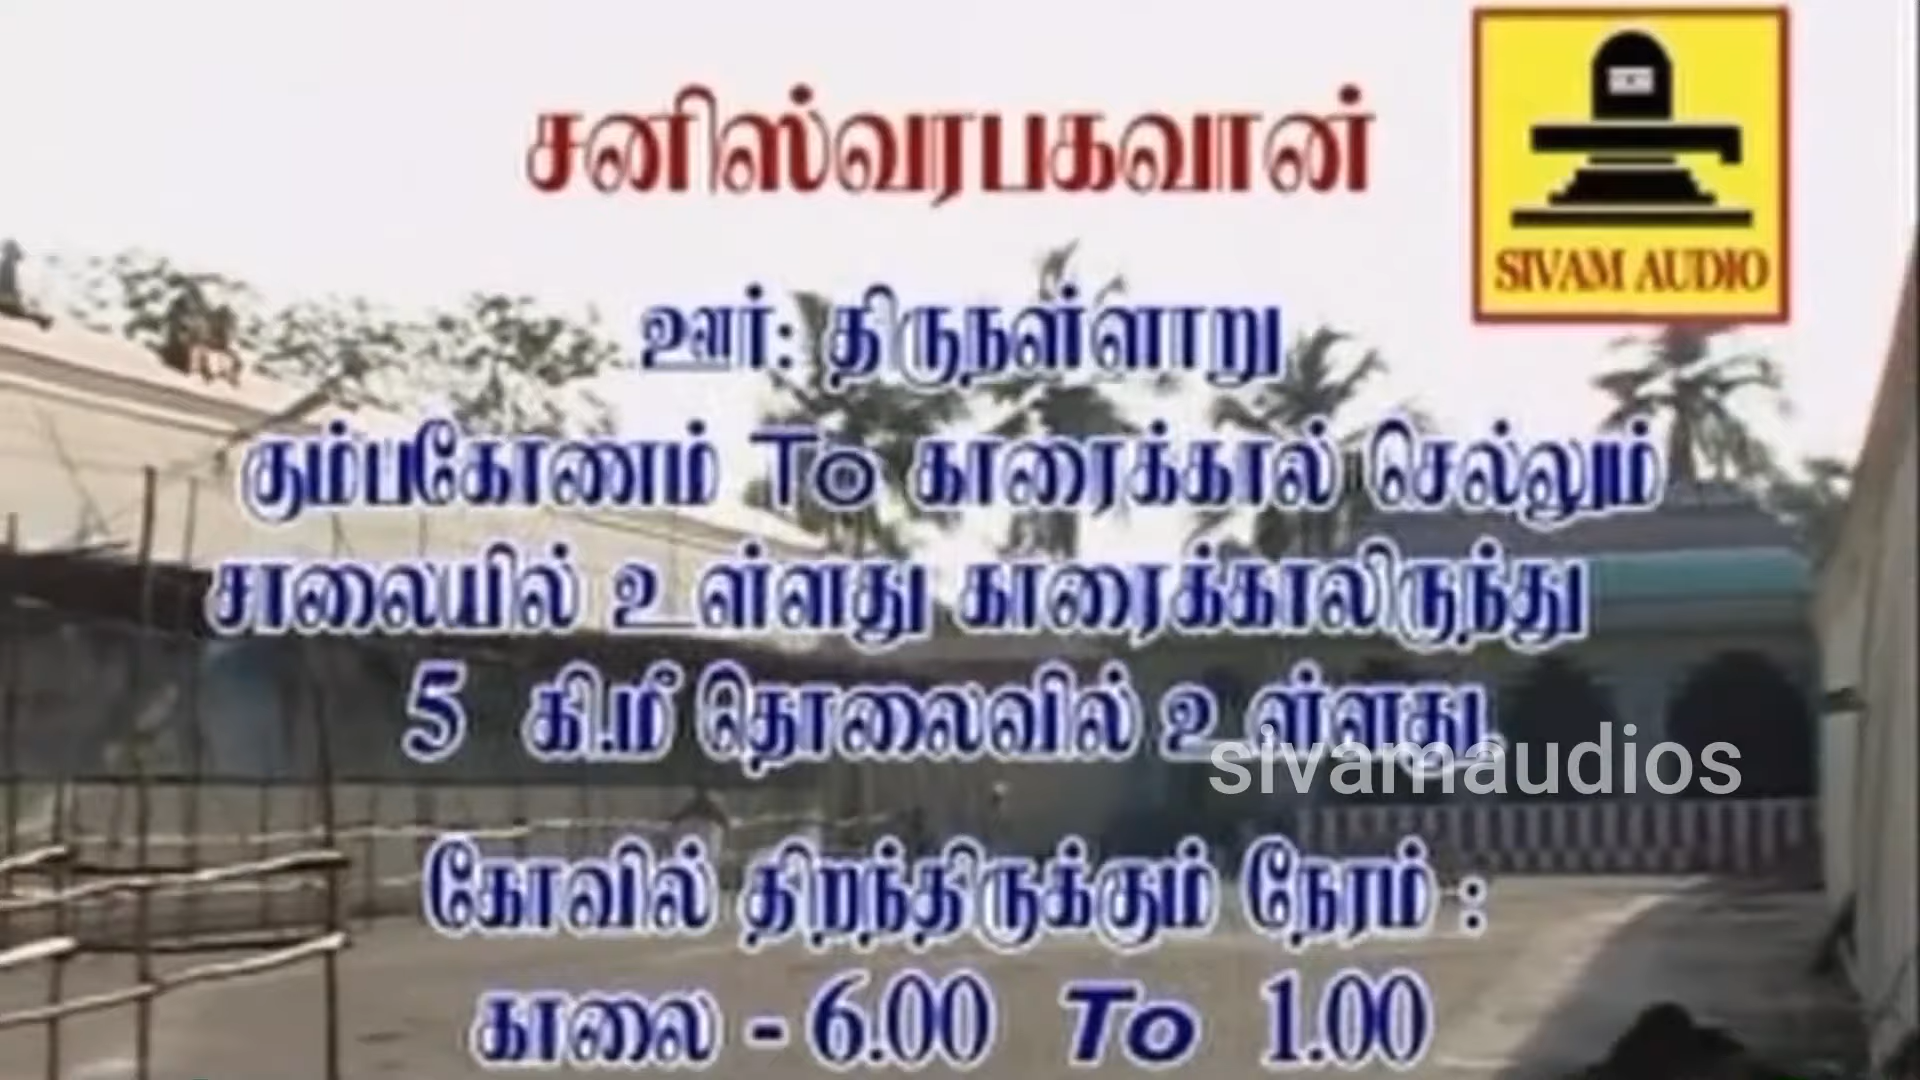 சனிஸ்வரபகவான்
SIVAM AUDIO
ஊர்: திருநள்ளாறு
கும்பகோணம் To காரைக்கால் செல்லும்
சாலையில் உள்ளது காரைக்காலிருந்து
5 கி.மீ தொலைவில் உள்ளது.
sivamaudios
கோவில் திறந்திருக்கும் நேரம் :
காலை - 6.00 To 1.00